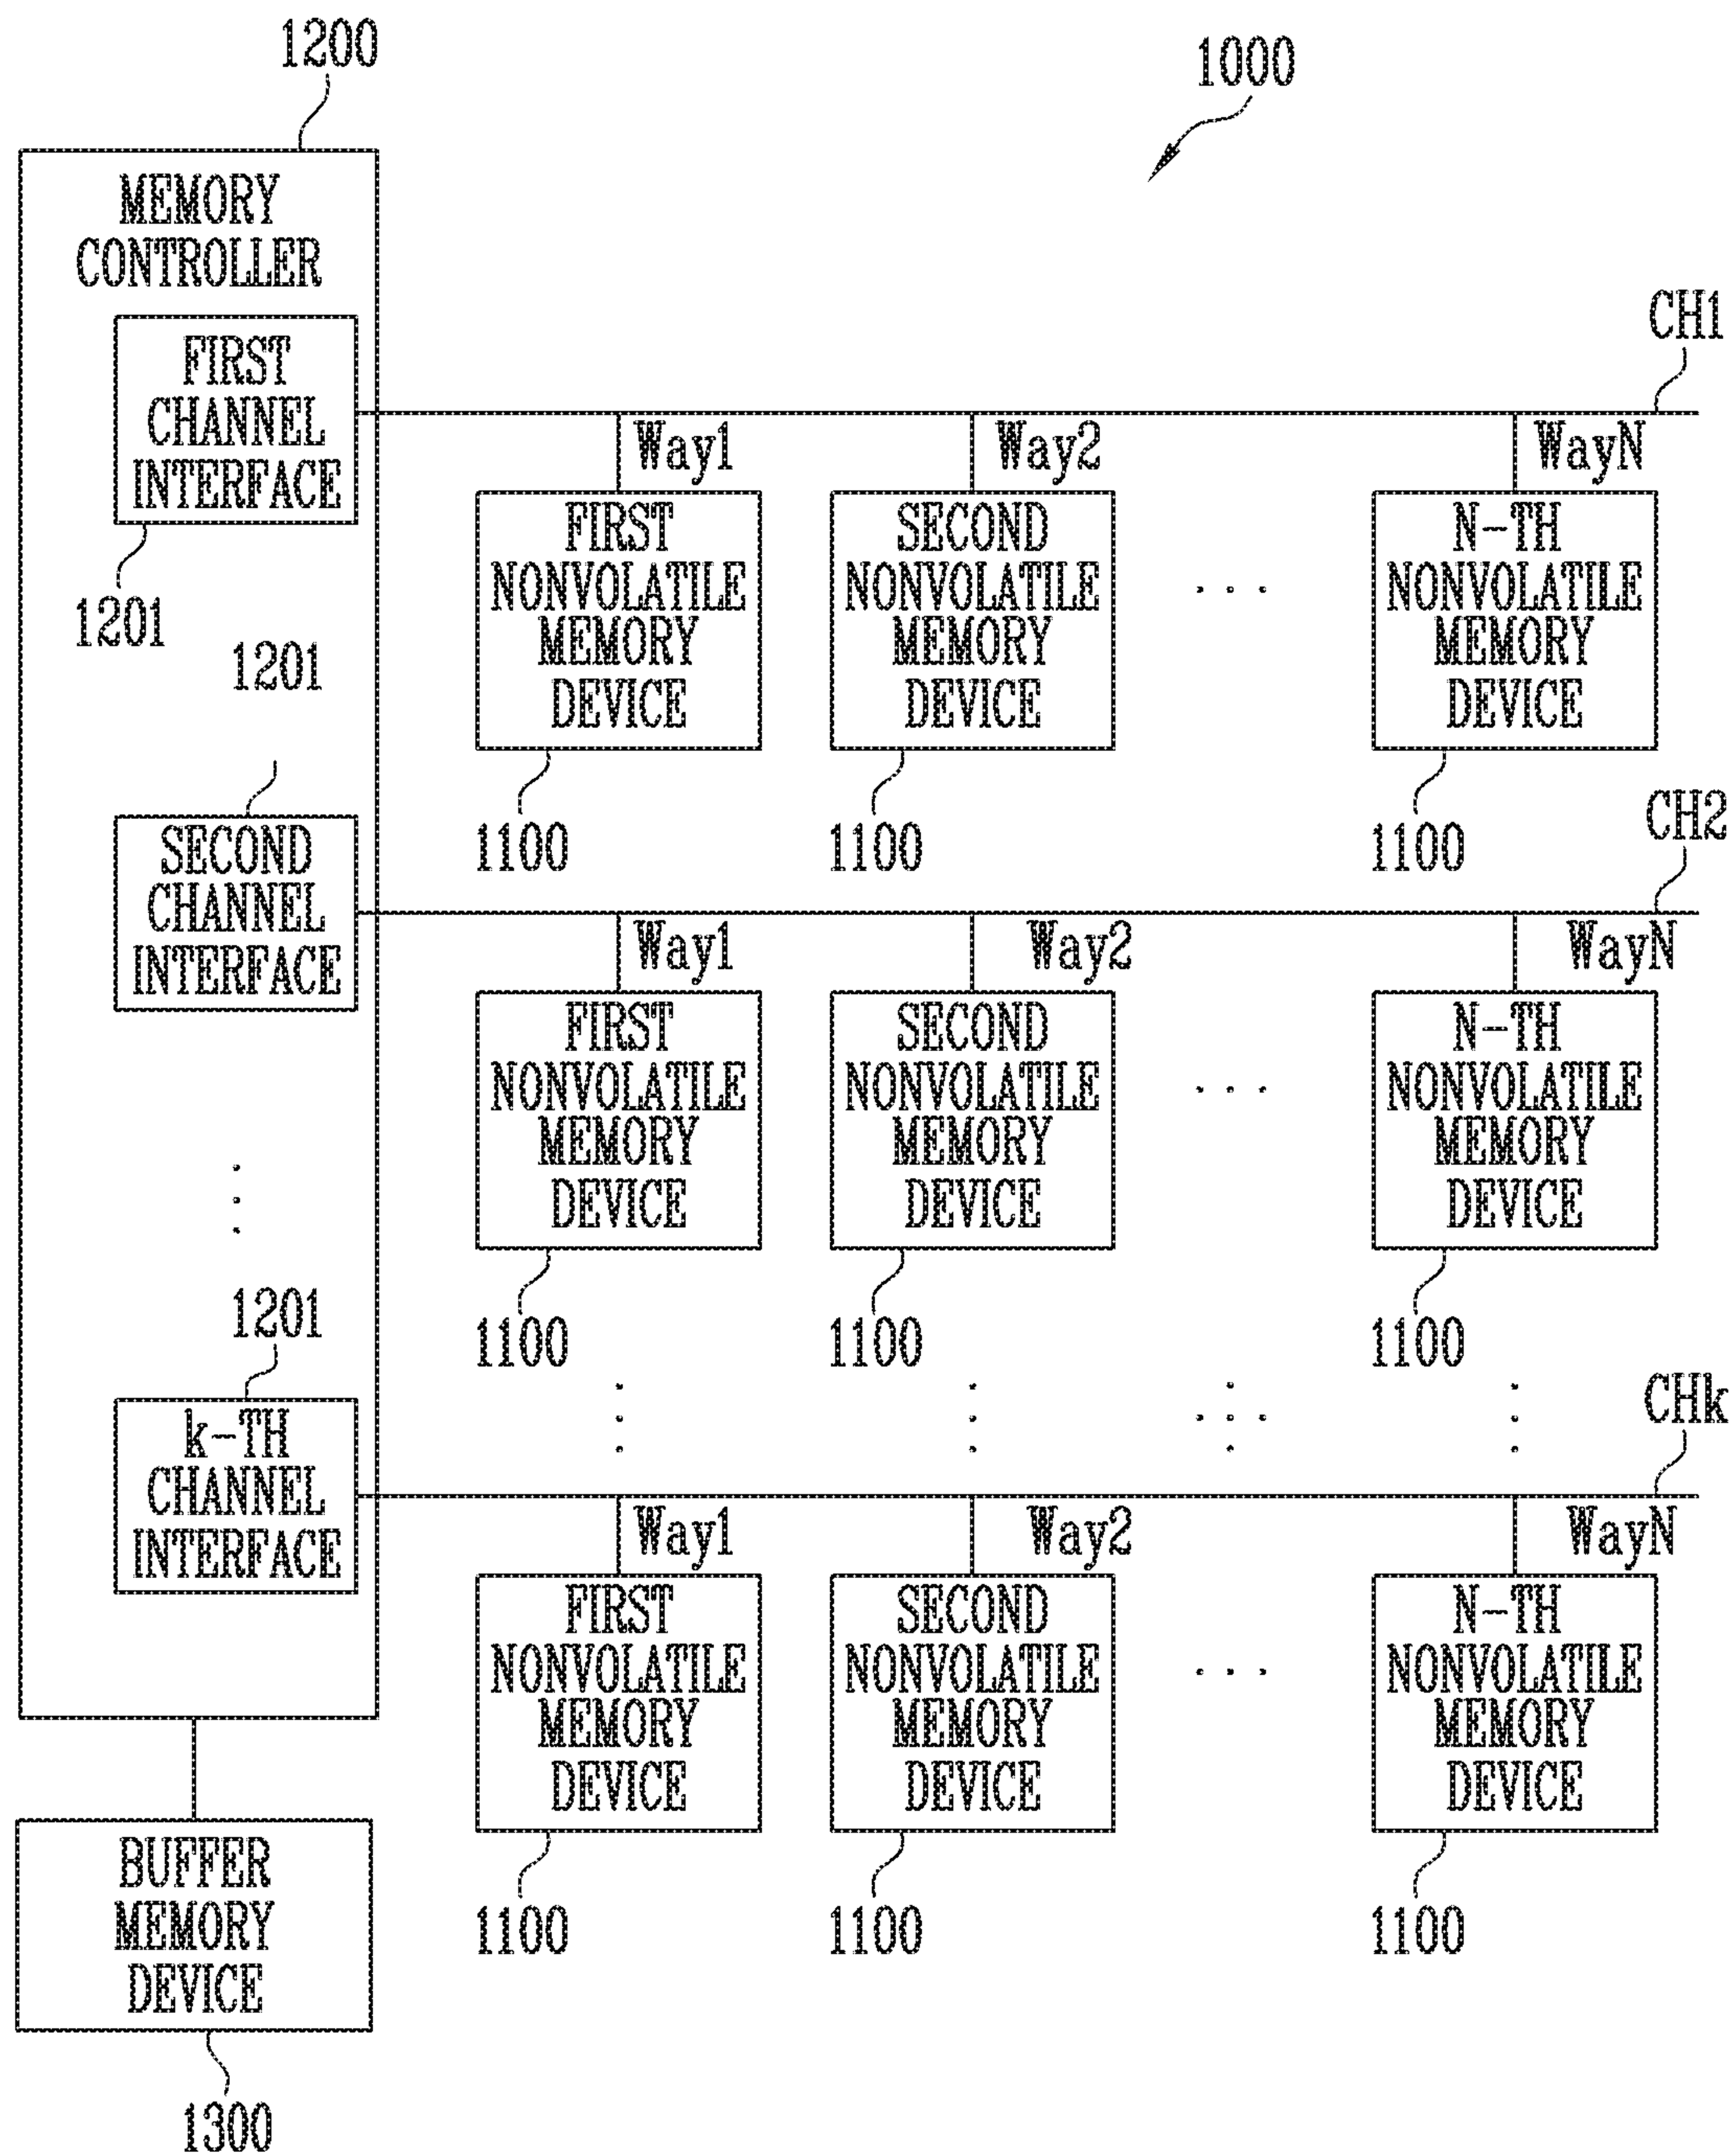 1200
1000
MEMORY
CONTROLLER
CH1
FIRST
CHANNEL
INTERFACE
1201
Way1
Way2
WayN
FIRST
NONVOLATILE
MEMORY
DEVICE
1100
SECOND
NONVOLATILE
MEMORY
DEVICE
1100
. . .
N-TH
NONVOLATILE
MEMORY
DEVICE
1100
1201
SECOND
CHANNEL
INTERFACE
CH2
Way1
Way2
WayN
FIRST
NONVOLATILE
MEMORY
DEVICE
1100
SECOND
NONVOLATILE
MEMORY
DEVICE
1100
. . .
N-TH
NONVOLATILE
MEMORY
DEVICE
1100
1201
k-TH
CHANNEL
INTERFACE
CHk
Way1
Way2
WayN
FIRST
NONVOLATILE
MEMORY
DEVICE
1100
SECOND
NONVOLATILE
MEMORY
DEVICE
1100
. . .
N-TH
NONVOLATILE
MEMORY
DEVICE
1100
BUFFER
MEMORY
DEVICE
1300